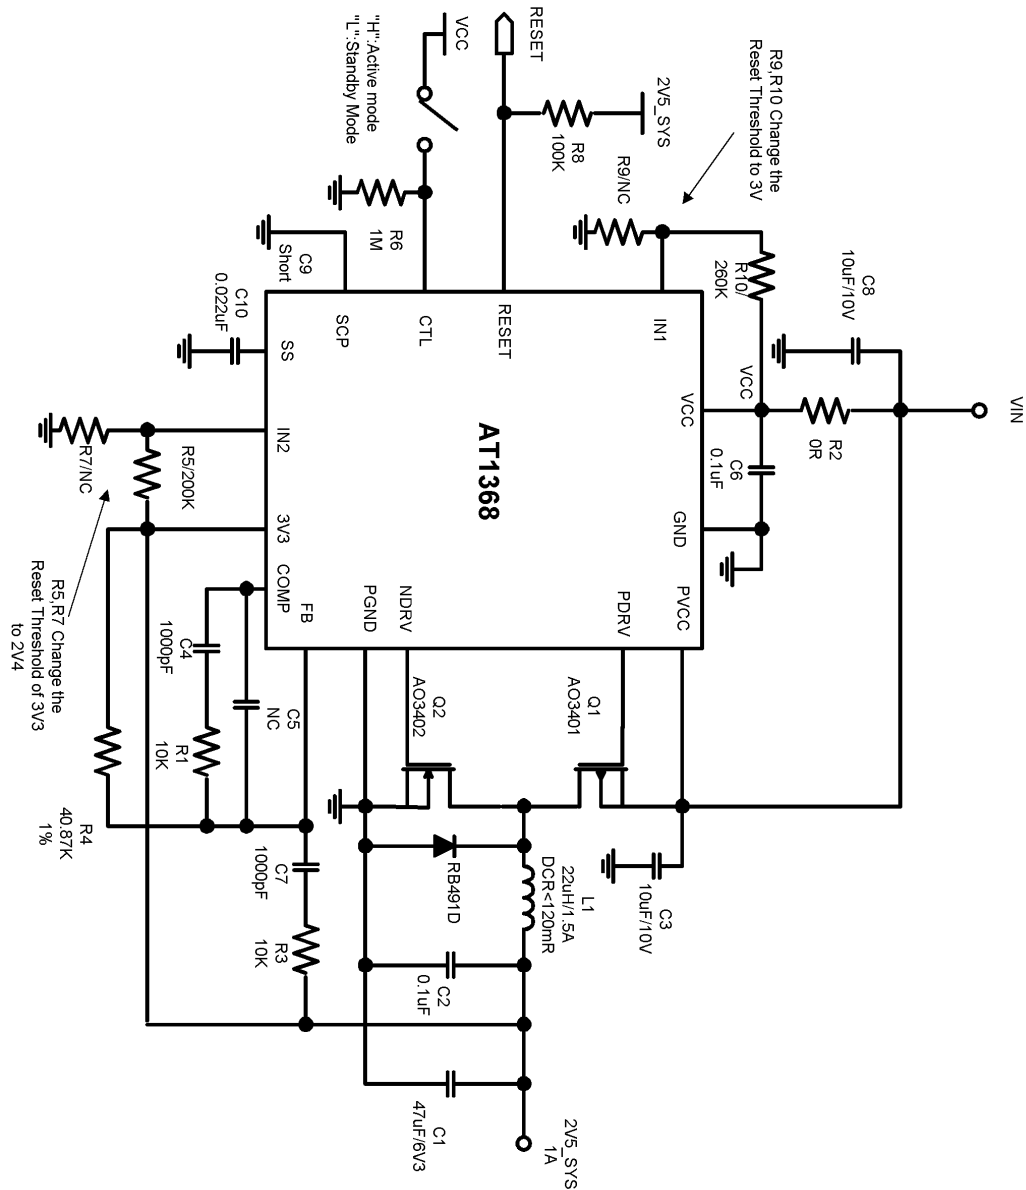 RESET
VCC
"H":Active mode
"L":Standby Mode
2V5_SYS
R8
100K
R9,R10 Change the
Reset Threshold to 3V
R9/NC
R6
1M
C9
Short
R10/
260K
C8
10uF/10V
VIN
C10
0.022uF
SCP
CTL
RESET
IN1
SS
VCC
VCC
R2
0R
IN2
AT1368
C6
0.1uF
R7/NC
R5/200K
3V3
GND
R5,R7 Change the
Reset Threshold of 3V3
to 2V4
COMP
FB
PGND
NDRV
PDRV
PVCC
C4
1000pF
C5
NC
Q2
AO3402
Q1
AO3401
R1
10K
R4
40.87K
1%
C7
1000pF
RB491D
L1
22uH/1.5A
DCR<120mR
C3
10uF/10V
R3
10K
C2
0.1uF
C1
47uF/6V3
2V5_SYS
1A